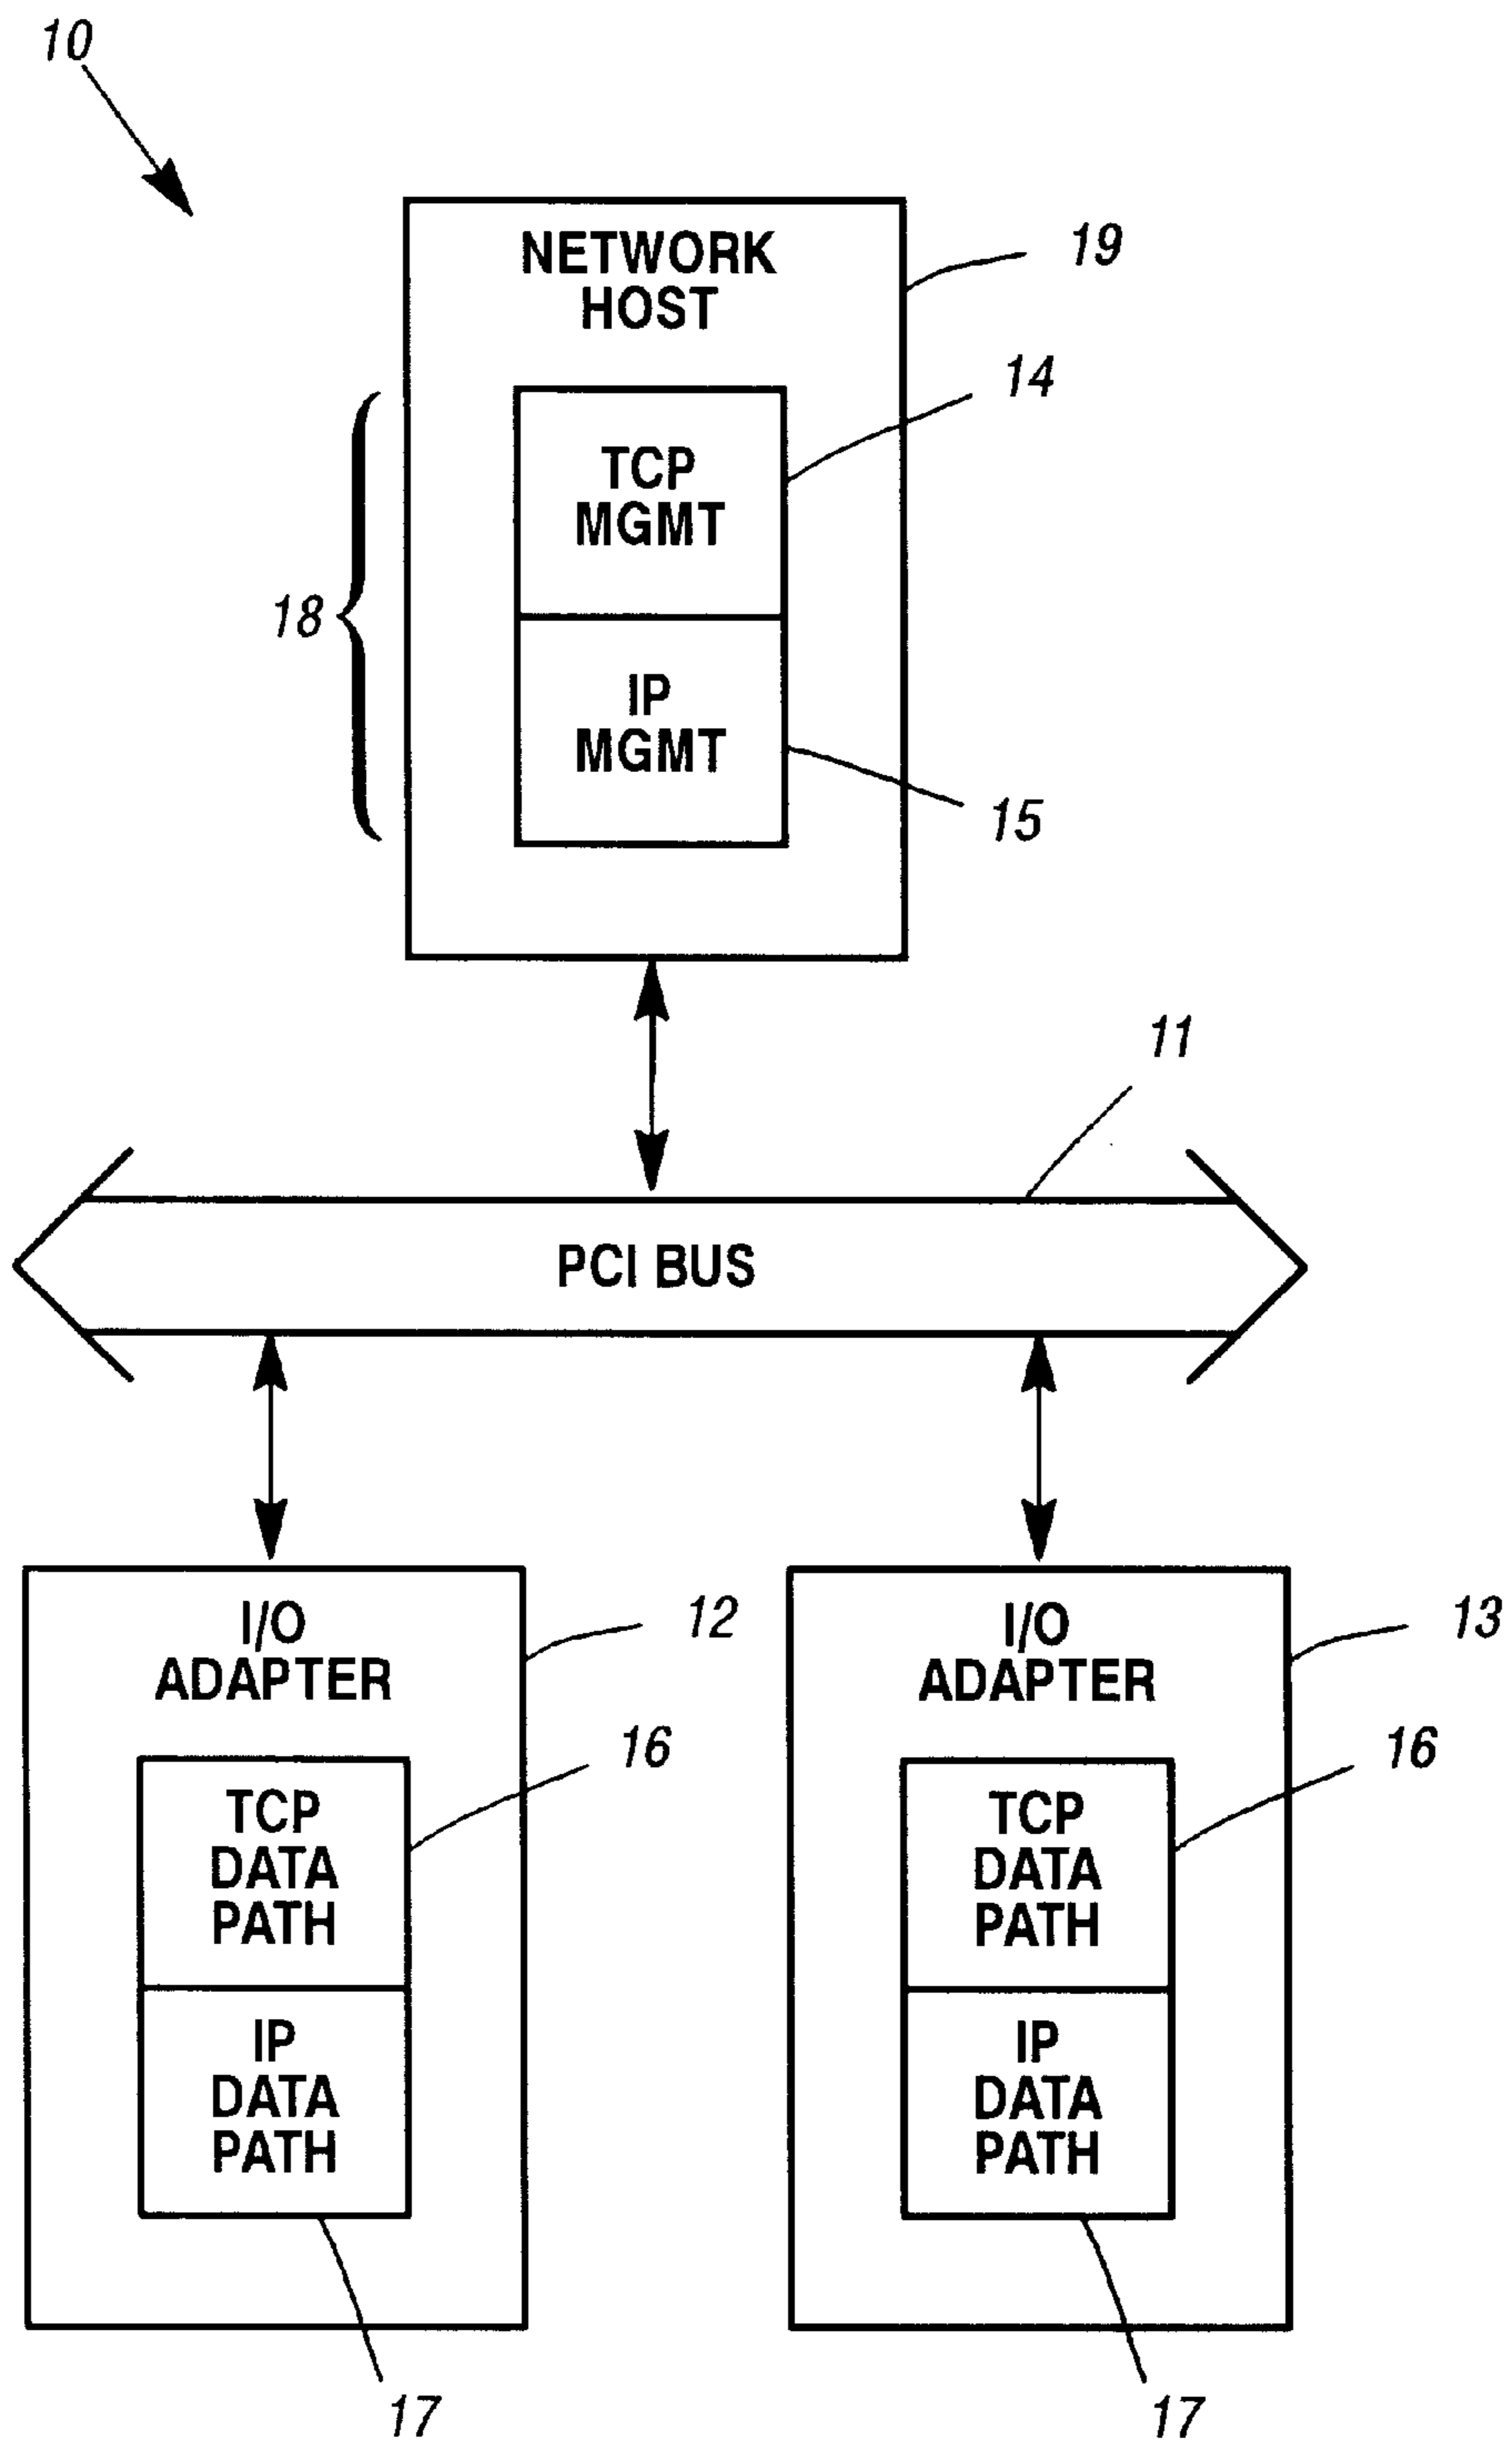 10
NETWORK
HOST
19
14
TCP
MGMT
18
IP
MGMT
15
11
PCI BUS
I/O
ADAPTER
12
16
TCP
DATA
PATH
IP
DATA
PATH
17
I/O
ADAPTER
13
16
TCP
DATA
PATH
IP
DATA
PATH
17